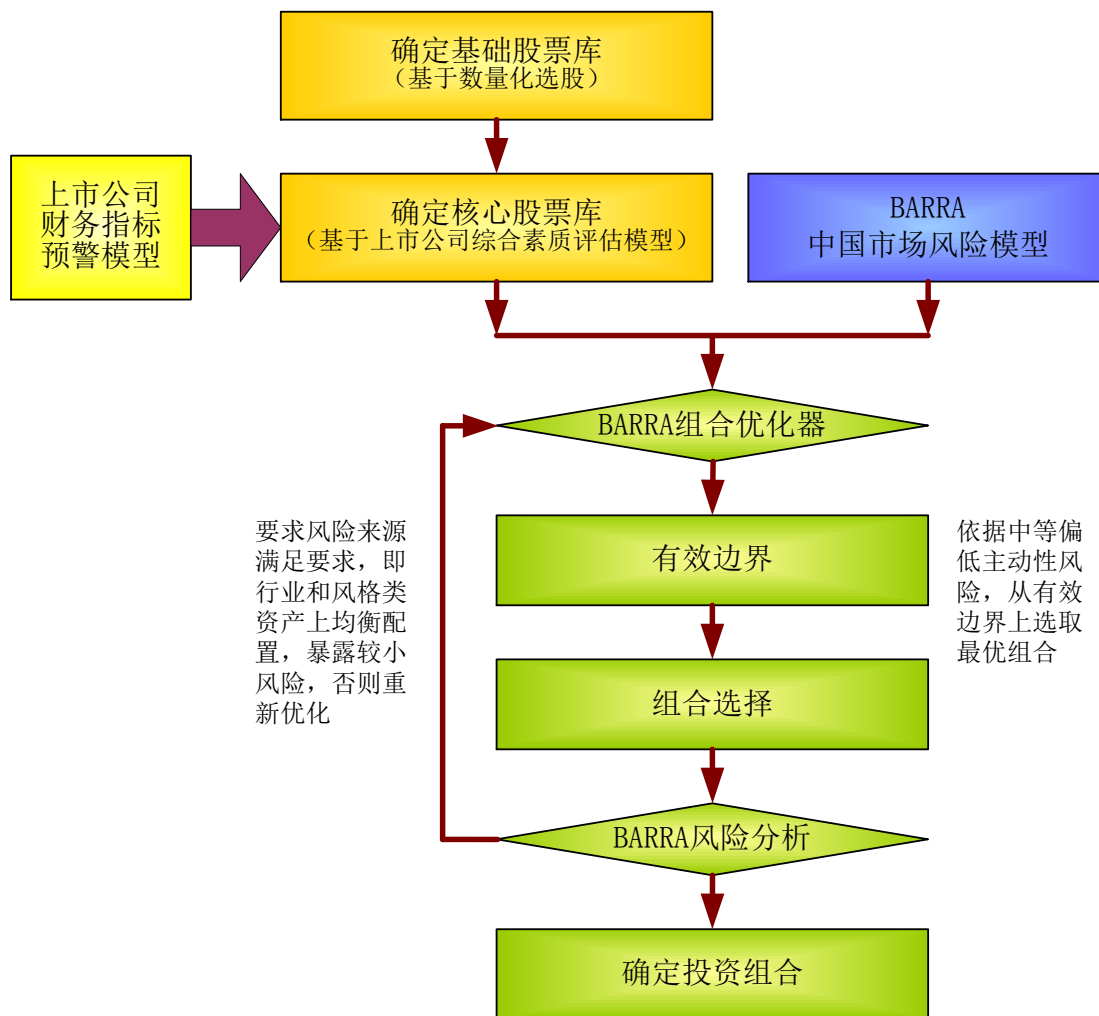 确定基础股票库
（基于数量化选股）
上市公司
财务指标
预警模型
确定核心股票库
（基于上市公司综合素质评估模型）
BARRA
中国市场风险模型
BARRA组合优化器
要求风险来源
满足要求，即
行业和风格类
资产上均衡配
置，暴露较小
风险，否则重
新优化
有效边界
依据中等偏
低主动性风
险，从有效
边界上选取
最优组合
组合选择
BARRA风险分析
确定投资组合